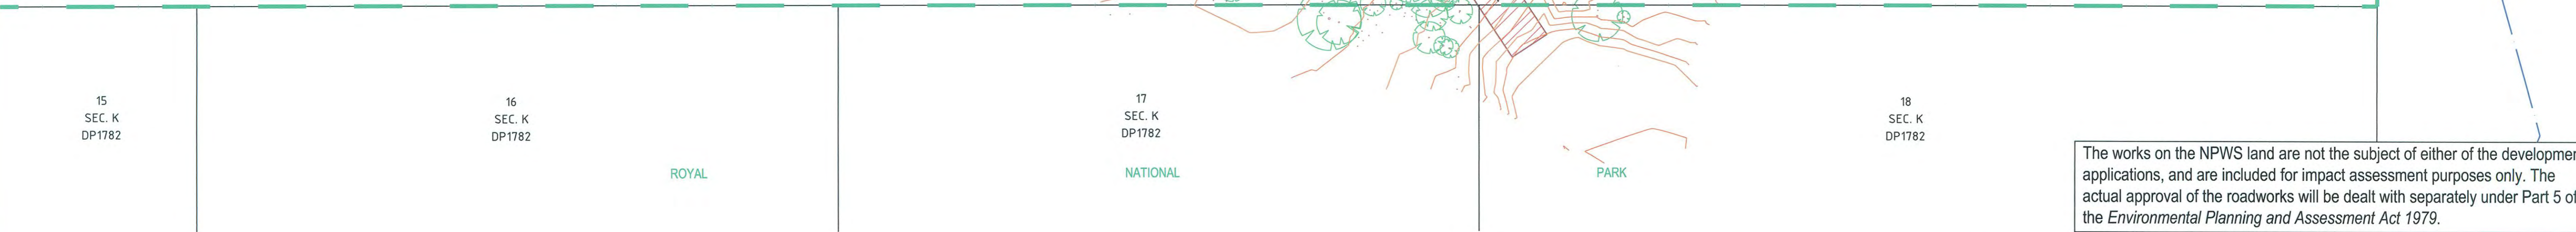 15
SEC. K
DP1782
16
SEC. K
DP1782
17
SEC. K
DP1782
18
SEC. K
DP1782
ROYAL
NATIONAL
PARK
The works on the NPWS land are not the subject of either of the developmen
applications, and are included for impact assessment purposes only. The
actual approval of the roadworks will be dealt with separately under Part 5 of
the Environmental Planning and Assessment Act 1979.